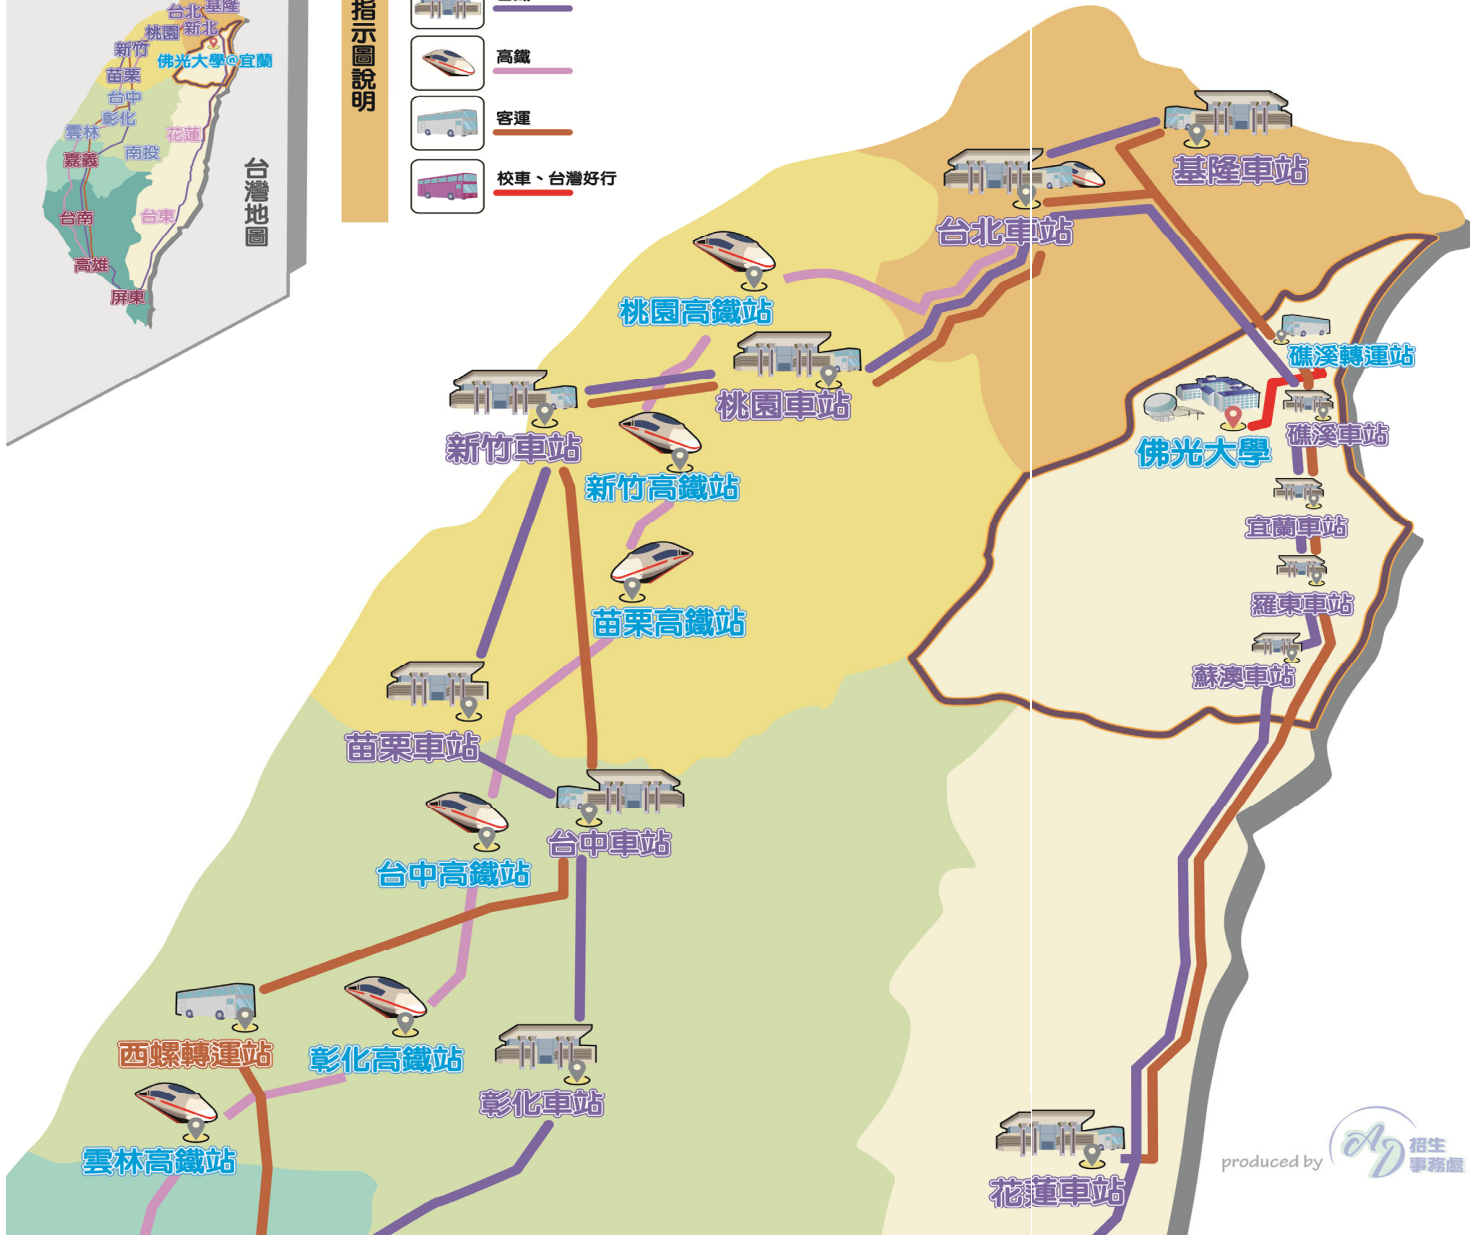 台北
基隆
桃園
新北
新竹
佛光大學@宜蘭
苗栗
台中
彰化
雲林
花蓮
嘉義
南投
台南
台東
高雄
屏東
台灣地圖
指示圖說明
高鐵
客運
校車、台灣好行
基隆車站
台北車站
桃園高鐵站
礁溪轉運站
桃園車站
新竹車站
礁溪車站
佛光大學
新竹高鐵站
宜蘭車站
苗栗高鐵站
羅東車站
蘇澳車站
苗栗車站
台中車站
台中高鐵站
西螺轉運站
彰化高鐵站
彰化車站
雲林高鐵站
花蓮車站
produced by
AD
招生
事務處